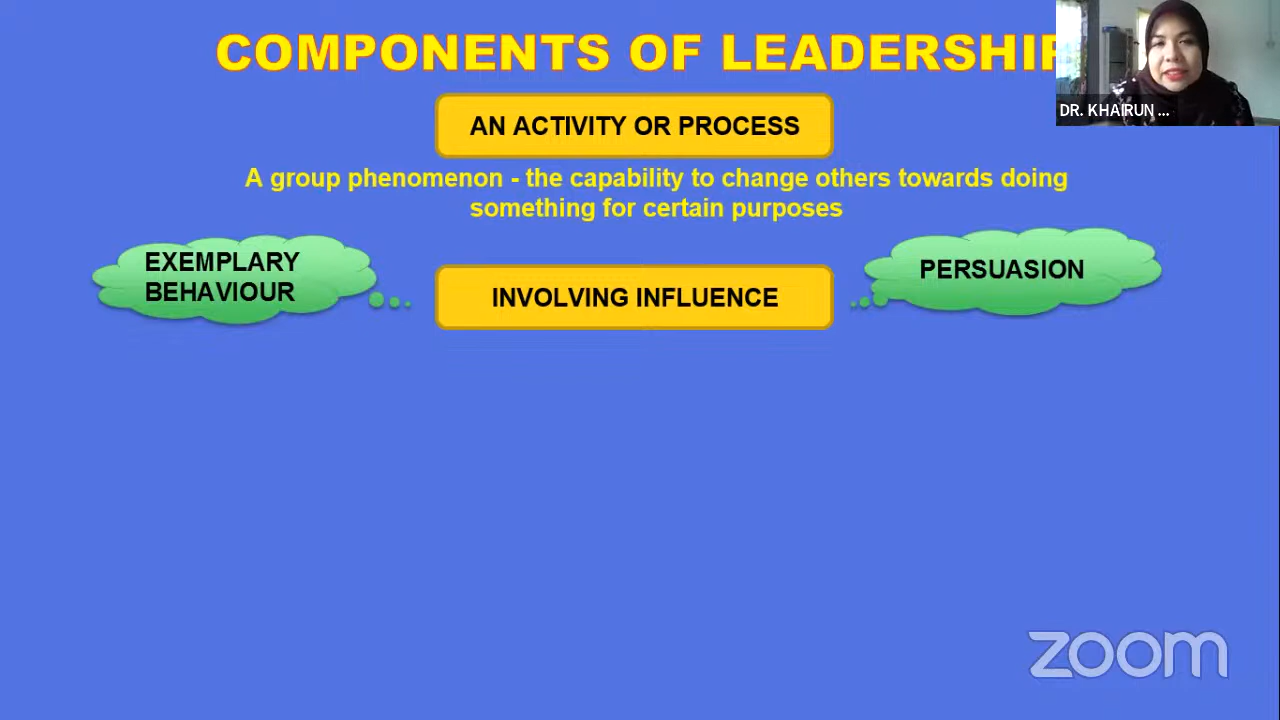 COMPONENTS OF LEADERSHIP
DR. KHAIRUN ...
AN ACTIVITY OR PROCESS
A group phenomenon - the capability to change others towards doing
something for certain purposes
EXEMPLARY
BEHAVIOUR
INVOLVING INFLUENCE
PERSUASION
zoom